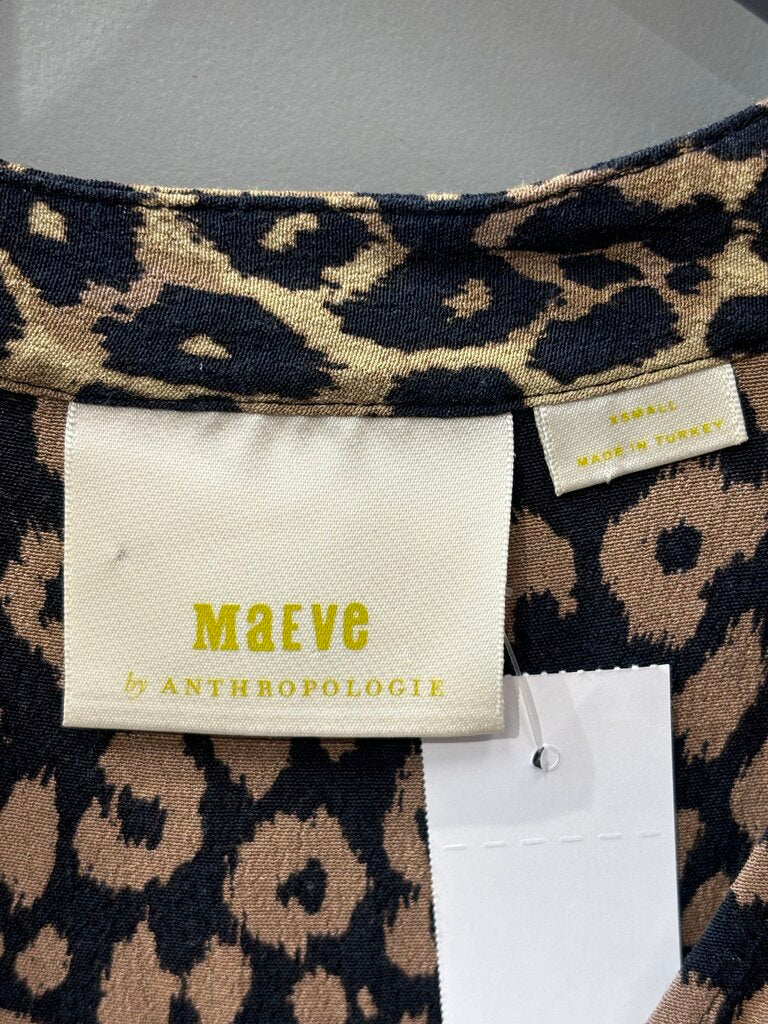 MaEVe
by ANTHROPOLOGIE
XSMALL
MADE IN TURKEY